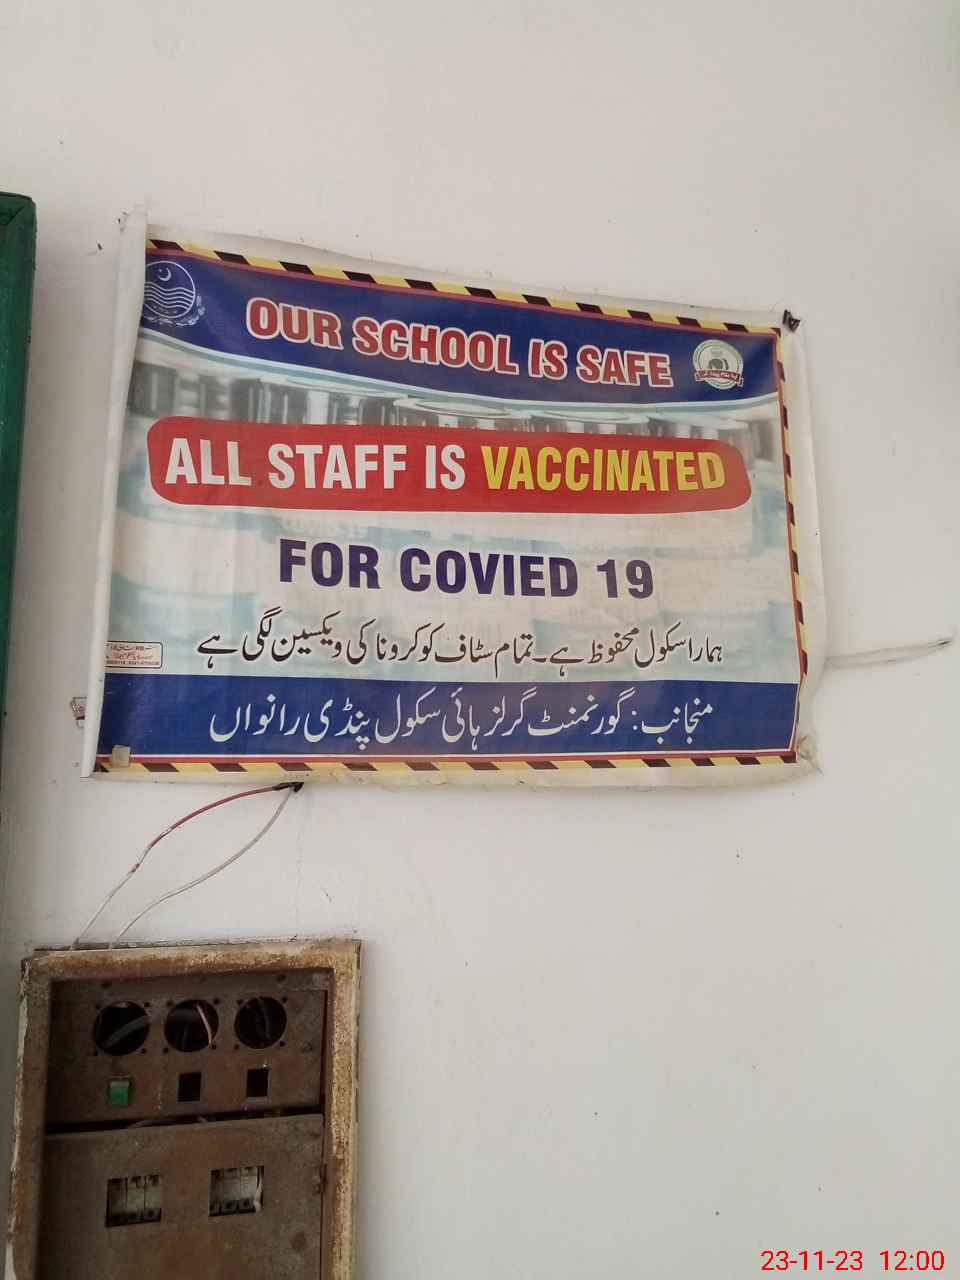 OUR SCHOOL IS SAFE
ALL STAFF IS VACCINATED
FOR COVIED 19
ہمارا سکول محفوظ ہے۔ تمام سٹاف کو کرونا کی ویکسین لگی ہے
منجانب: گورنمنٹ گرلز ہائی سکول پنڈی رانواں
23-11-23 12:00